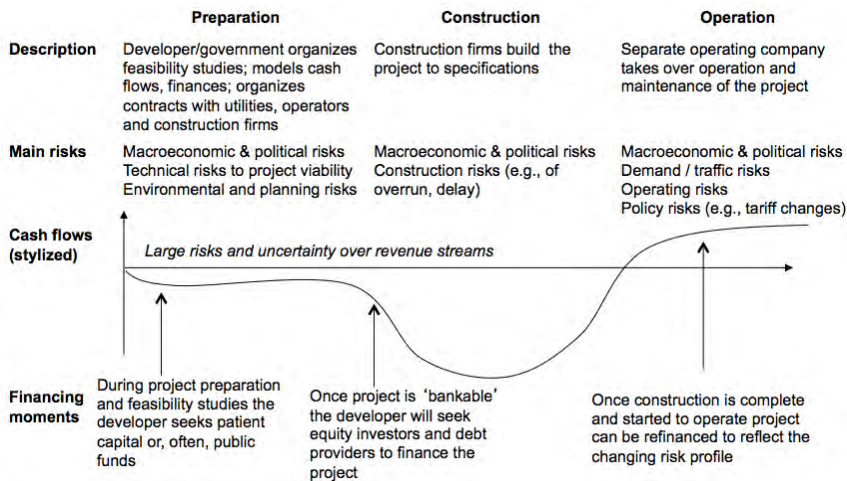 Preparation
Construction
Operation
Description
Developer/government organizes
feasibility studies; models cash
flows, finances; organizes
contracts with utilities, operators
and construction firms
Construction firms build the
project to specifications
Separate operating company
takes over operation and
maintenance of the project
Main risks
Macroeconomic & political risks
Technical risks to project viability
Environmental and planning risks
Macroeconomic & political risks
Construction risks (e.g., of
overrun, delay)
Macroeconomic & political risks
Demand / traffic risks
Operating risks
Policy risks (e.g., tariff changes)
Cash flows
(stylized)
Large risks and uncertainty over revenue streams
Financing
moments
During project preparation
and feasibility studies the
developer seeks patient
capital or, often, public
funds
Once project is ‘bankable’
the developer will seek
equity investors and debt
providers to finance the
project
Once construction is complete
and started to operate project
can be refinanced to reflect the
changing risk profile